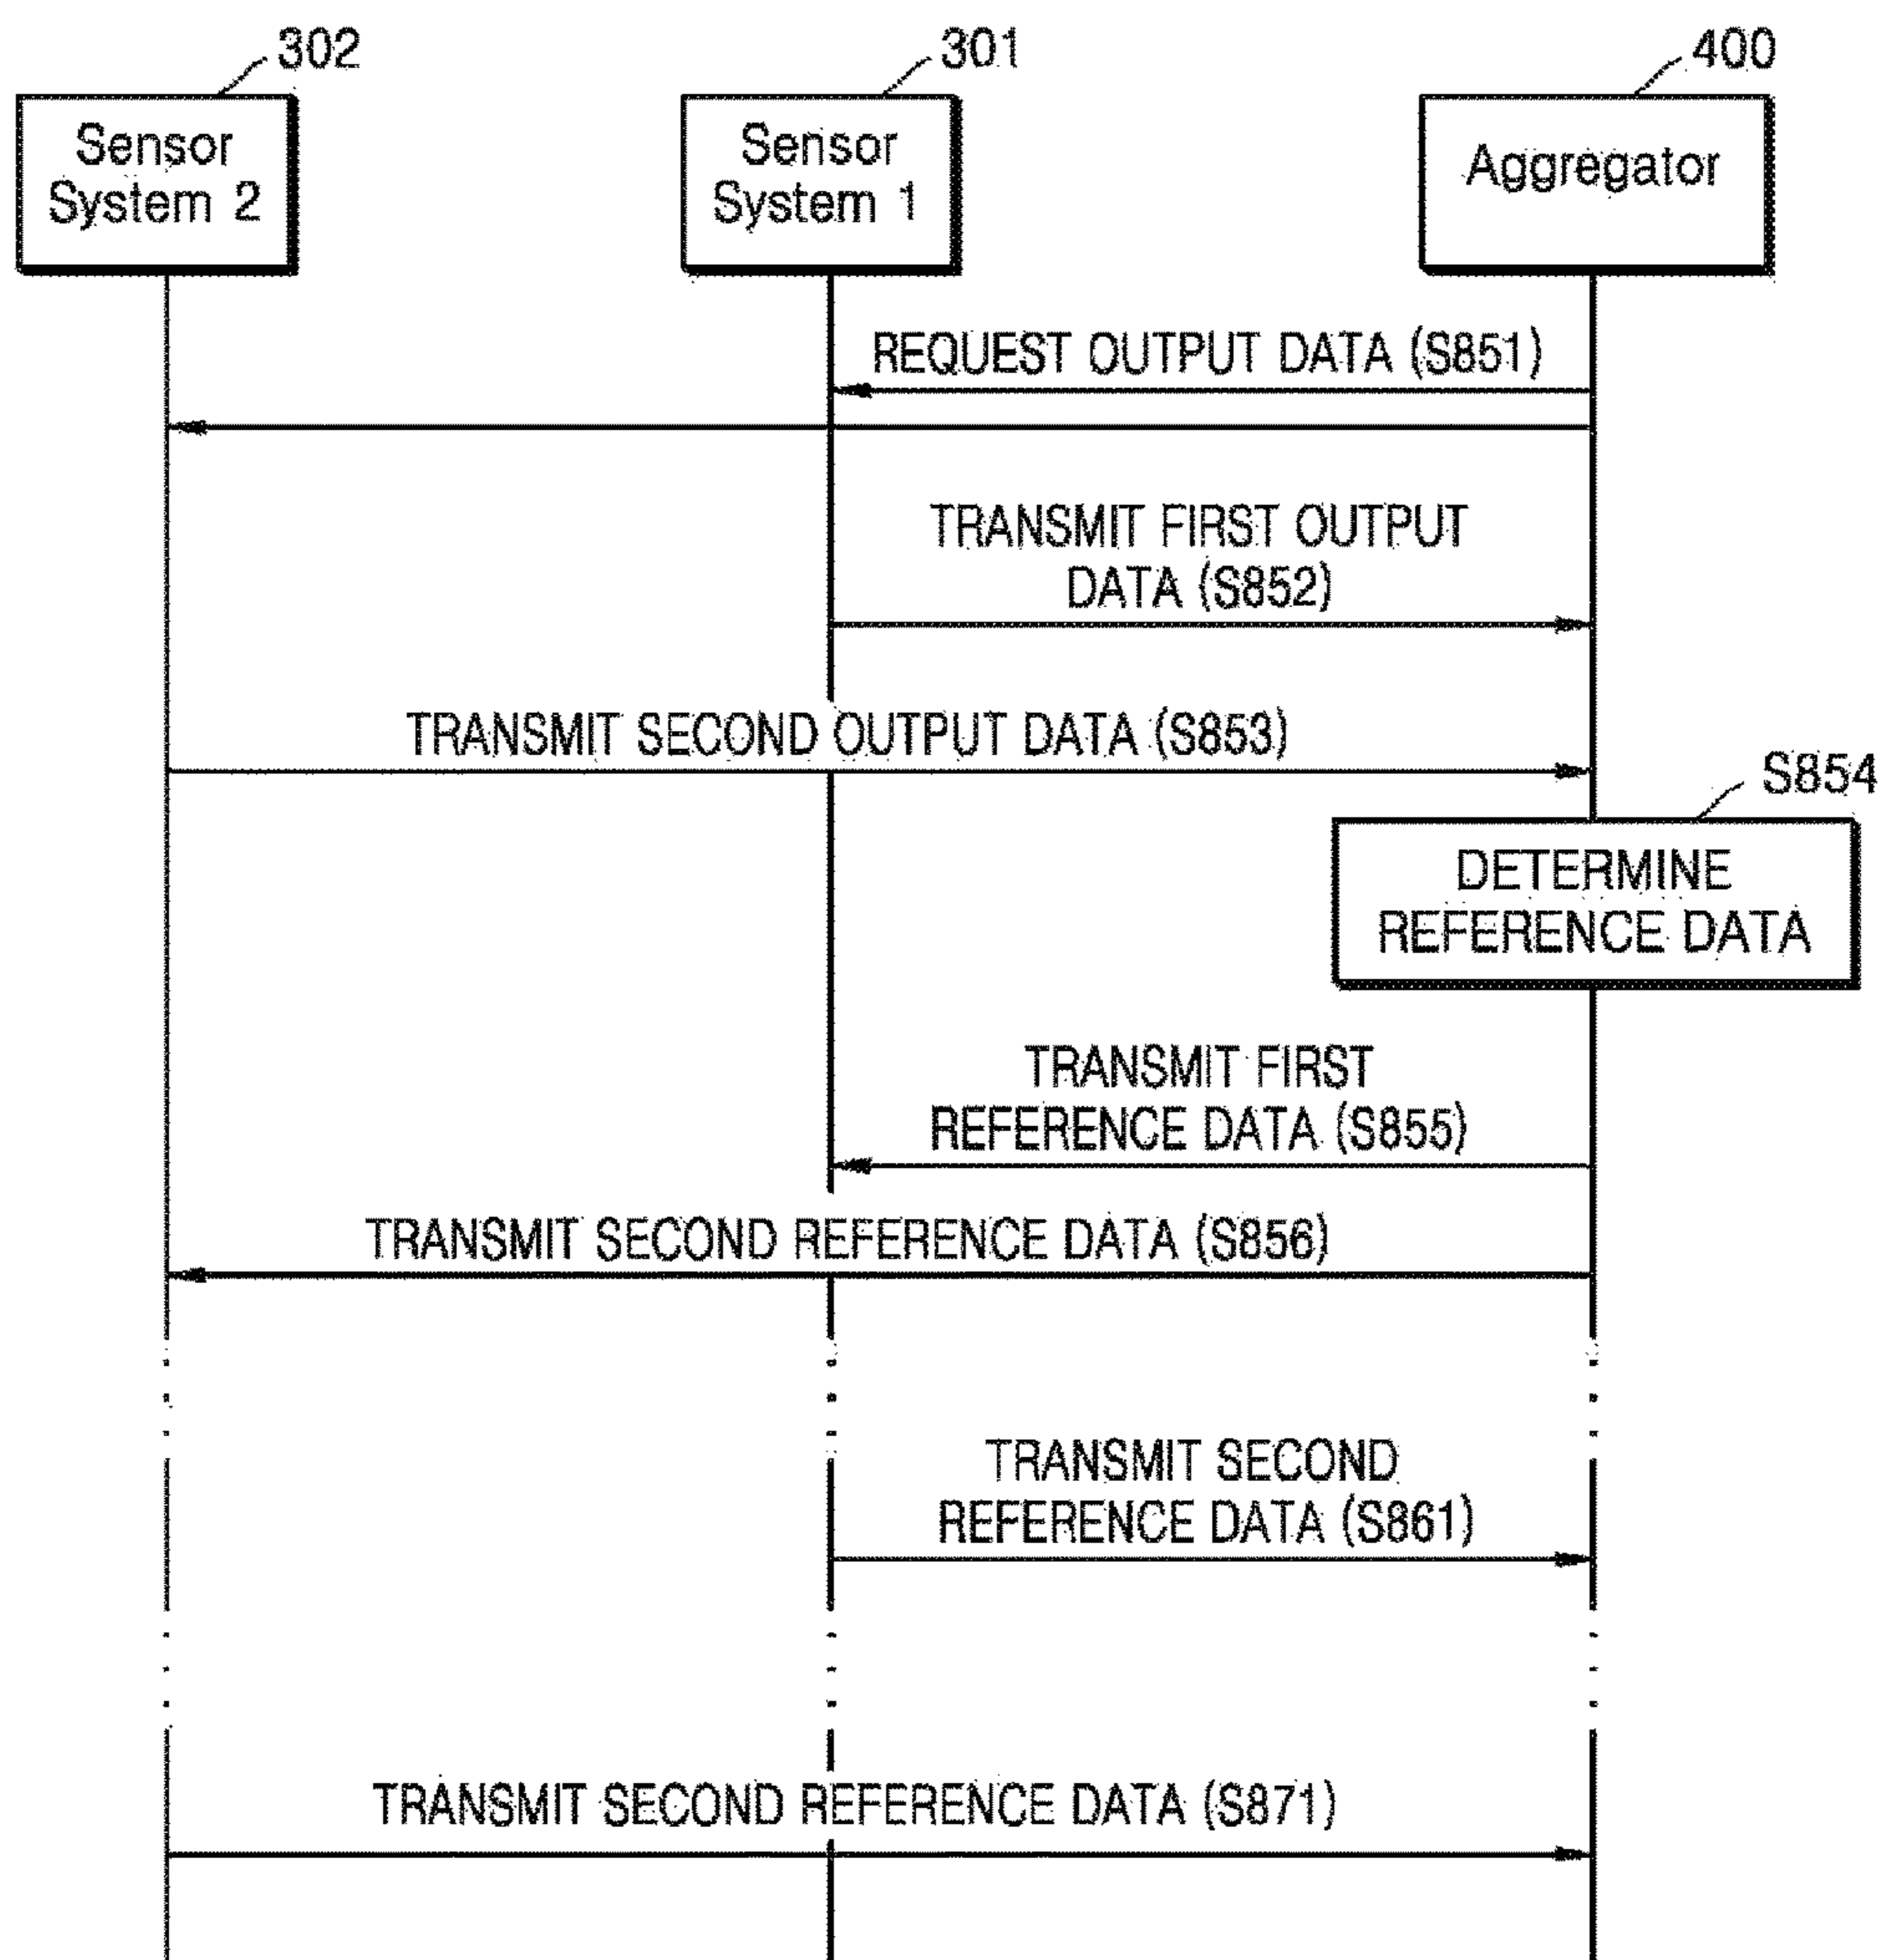 302
301
400
Sensor
System 2
Sensor
System 1
Aggregator
REQUEST OUTPUT DATA (S851)
TRANSMIT FIRST OUTPUT
DATA (S852)
TRANSMIT SECOND OUTPUT DATA (S853)
S854
DETERMINE
REFERENCE DATA
TRANSMIT FIRST
REFERENCE DATA (S855)
TRANSMIT SECOND REFERENCE DATA (S856)
TRANSMIT SECOND
REFERENCE DATA (S861)
TRANSMIT SECOND REFERENCE DATA (S871)